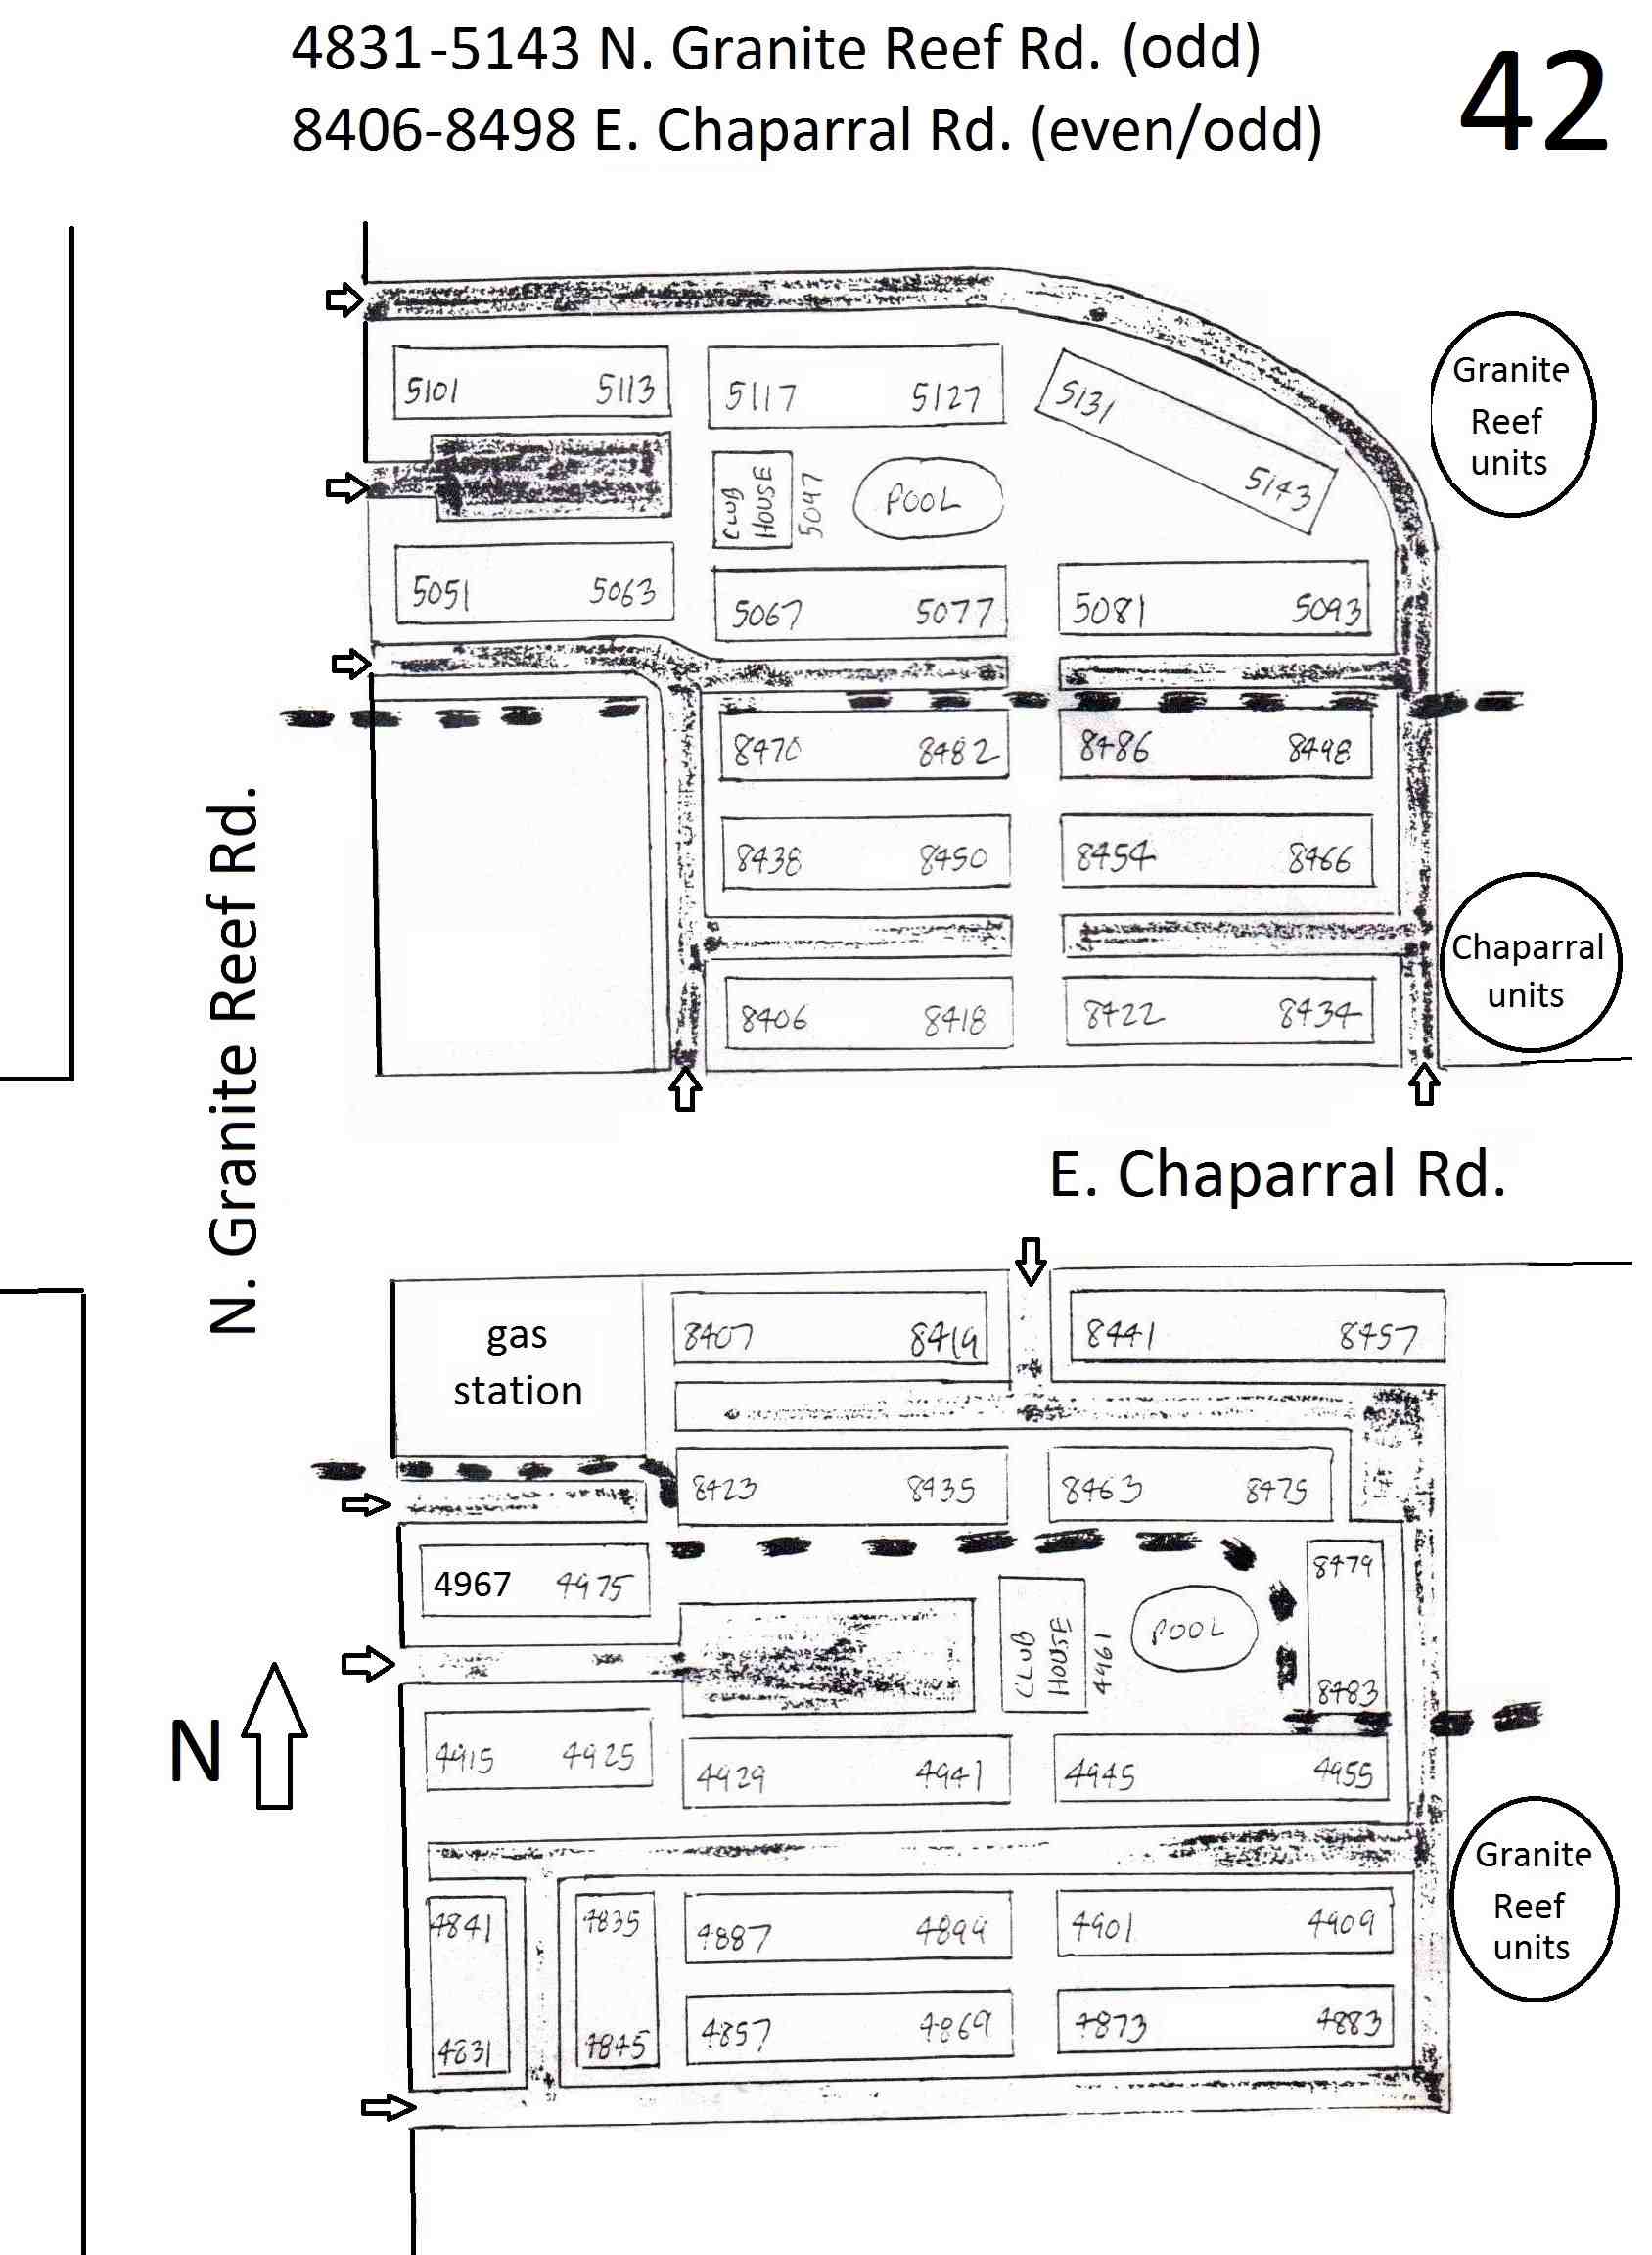 4831-5143 N. Granite Reef Rd. (odd)
8406-8498 E. Chaparral Rd. (even/odd)
42
Granite
Reef
units
5101 5113
5117 5127
5131
5143
CLUB
HOUSE
5097
POOL
5051 5063
5067 5077
5081 5093
8470 8482
8486 8498
8438 8450
8454 8466
Chaparral
units
8406 8418
8422 8434
N. Granite Reef Rd.
E. Chaparral Rd.
gas
station
8407 8419
8441 8457
8423 8435
8463 8475
4967 4975
CLUB
HOUSE
4961
POOL
8479
8483
N
4915 4925
4929 4941
4945 4955
Granite
Reef
units
4841
4831
4835
4845
4887 4899
4901 4909
4857 4869
4873 4883